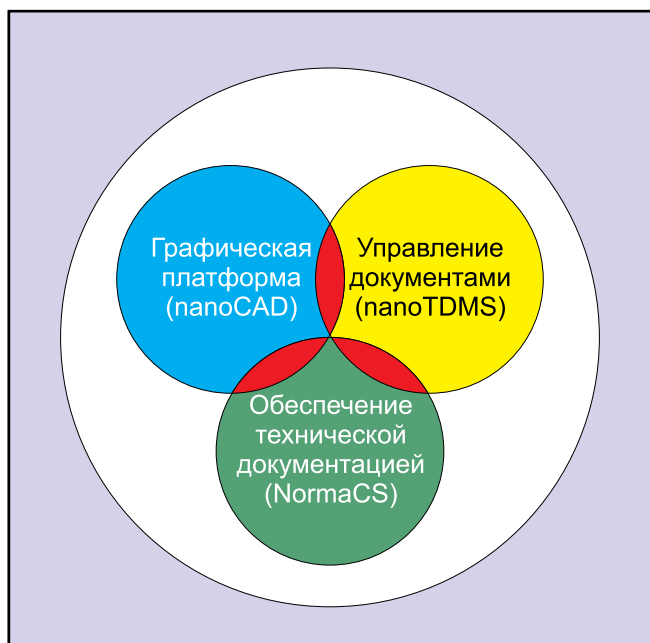 Графическая
платформа
(nanoCAD)
Управление
документами
(nanoTDMS)
Обеспечение
технической
документацией
(NormaCS)